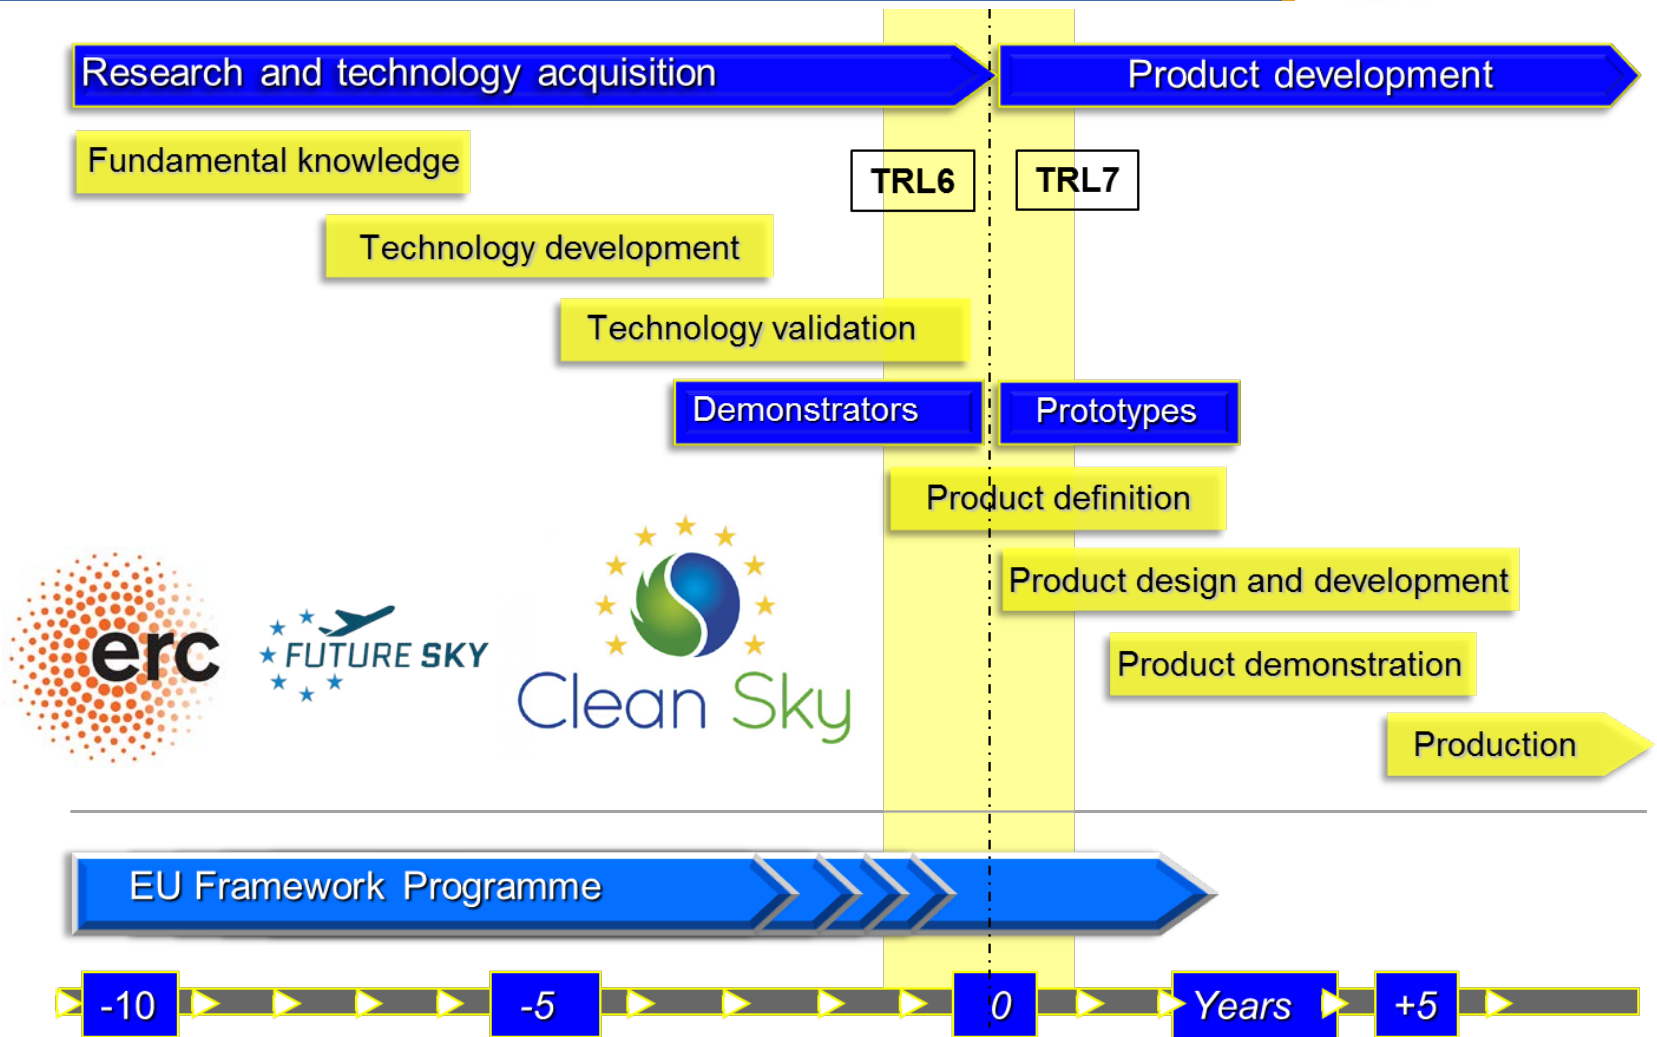 Research and technology acquisition
Product development
Fundamental knowledge
TRL6
TRL7
Technology development
Technology validation
Demonstrators
Prototypes
Product definition
Product design and development
erc
FUTURE SKY
Clean Sky
Product demonstration
Production
EU Framework Programme
-10
-5
0
Years
+5